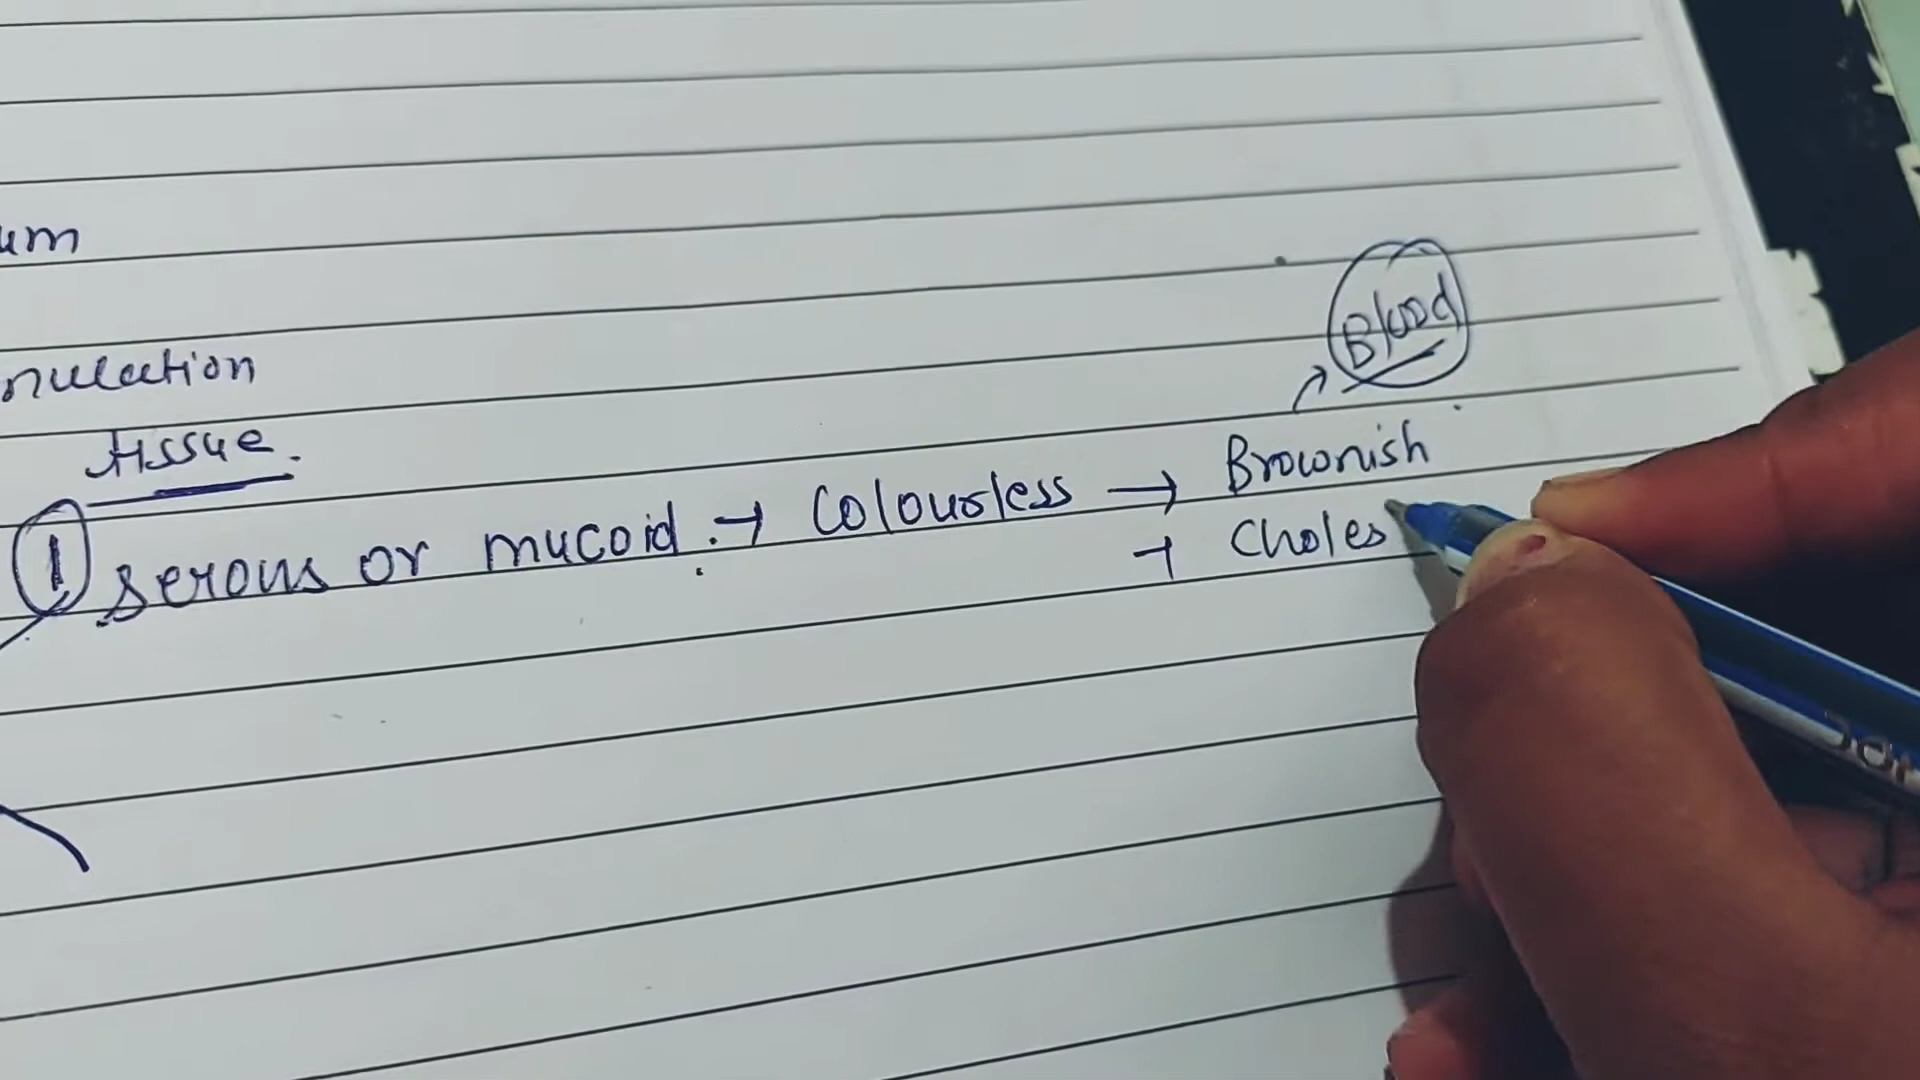 um
nulation
tissue.
Blood
① serous or mucoid. → Colourless → Brownish
→ Choles